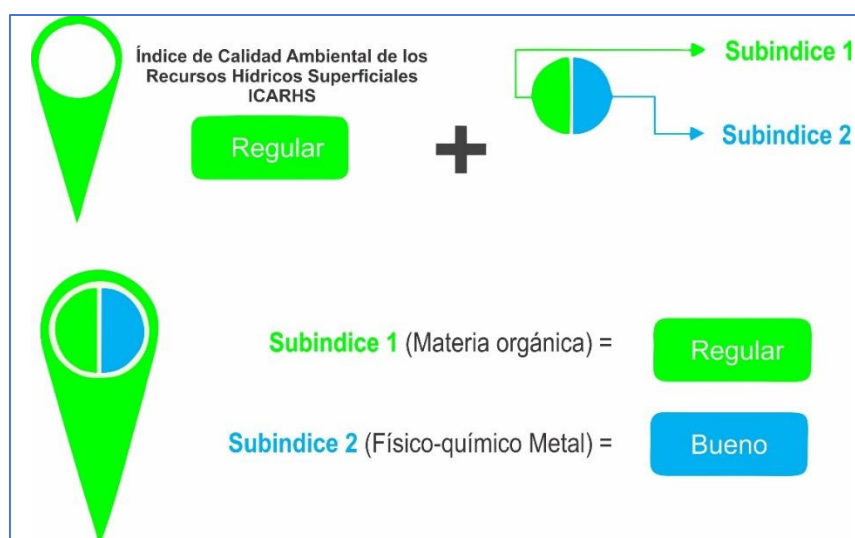 Índice de Calidad Ambiental de los
Recursos Hídricos Superficiales
ICARHS
Regular
Subindice 1
Subindice 2
Subindice 1 (Materia orgánica) =
Regular
Subindice 2 (Físico-químico Metal) =
Bueno